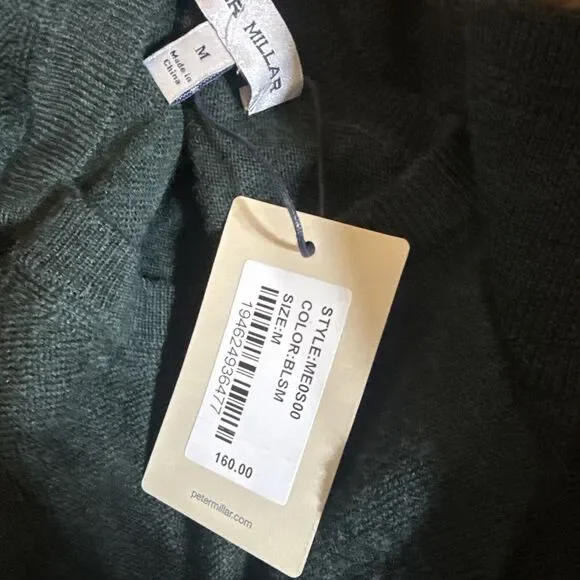 R MILLAR
M
Made in
China
STYLE:ME0S00
COLOR:BLSM
SIZE:M
194624936477
160.00
petermillar.com